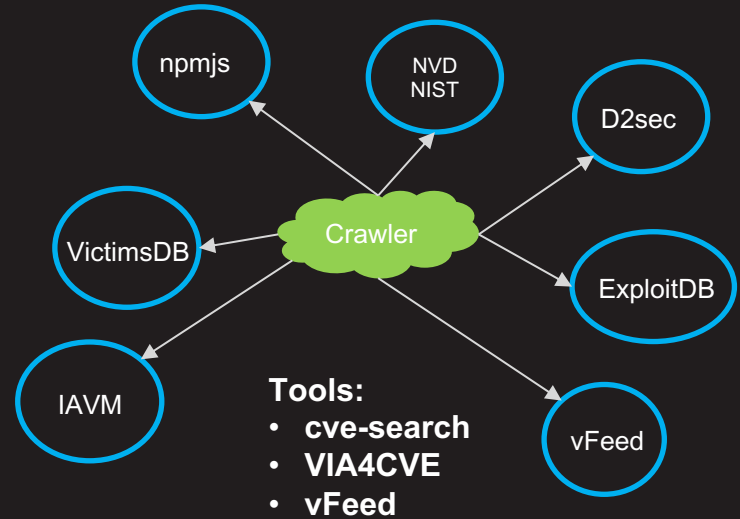 npmjs
NVD
NIST
D2sec
Crawler
VictimsDB
ExploitDB
IAVM
vFeed
Tools:
• cve-search
• VIA4CVE
• vFeed